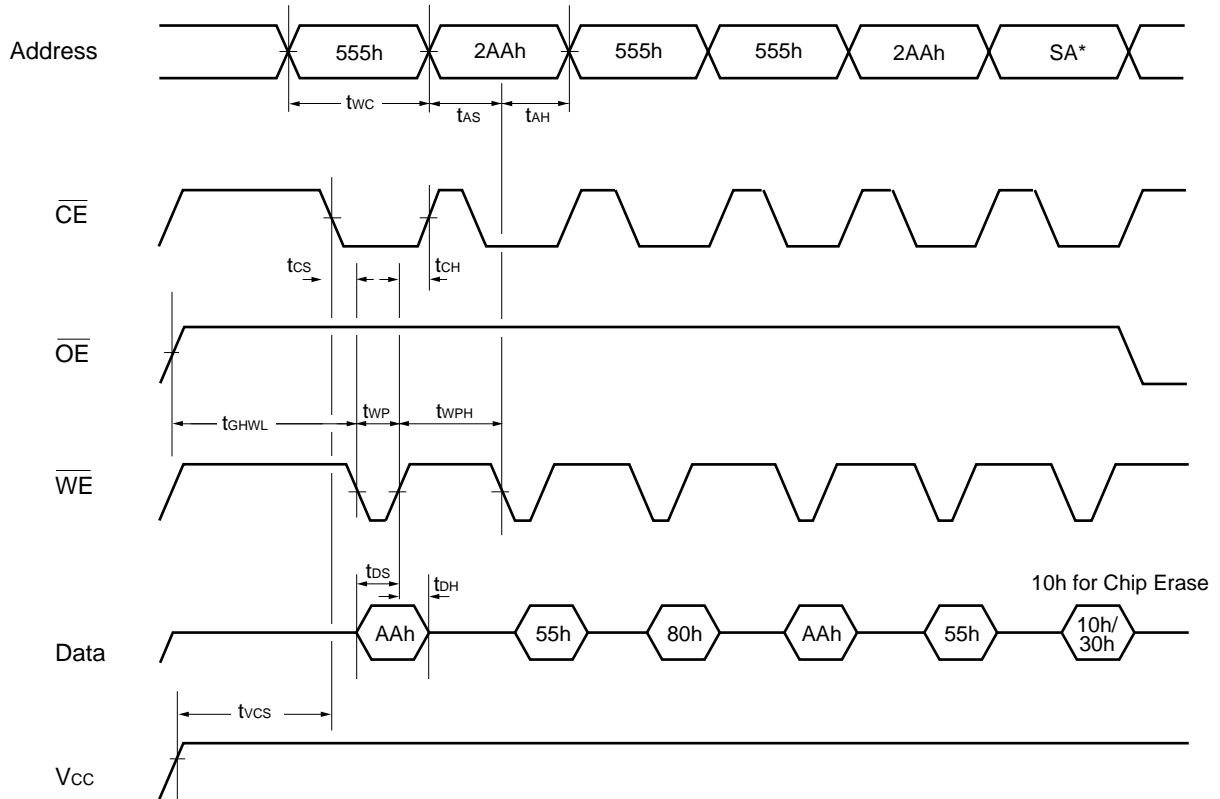 Address
555h
2AAh
555h
555h
2AAh
SA*
tWC
tAS
tAH
CE
tCS
tCH
OE
tGHWL
tWP
tWPH
WE
tDS
tDH
10h for Chip Erase
Data
AAh
55h
80h
AAh
55h
10h/
30h
tVCS
VCC